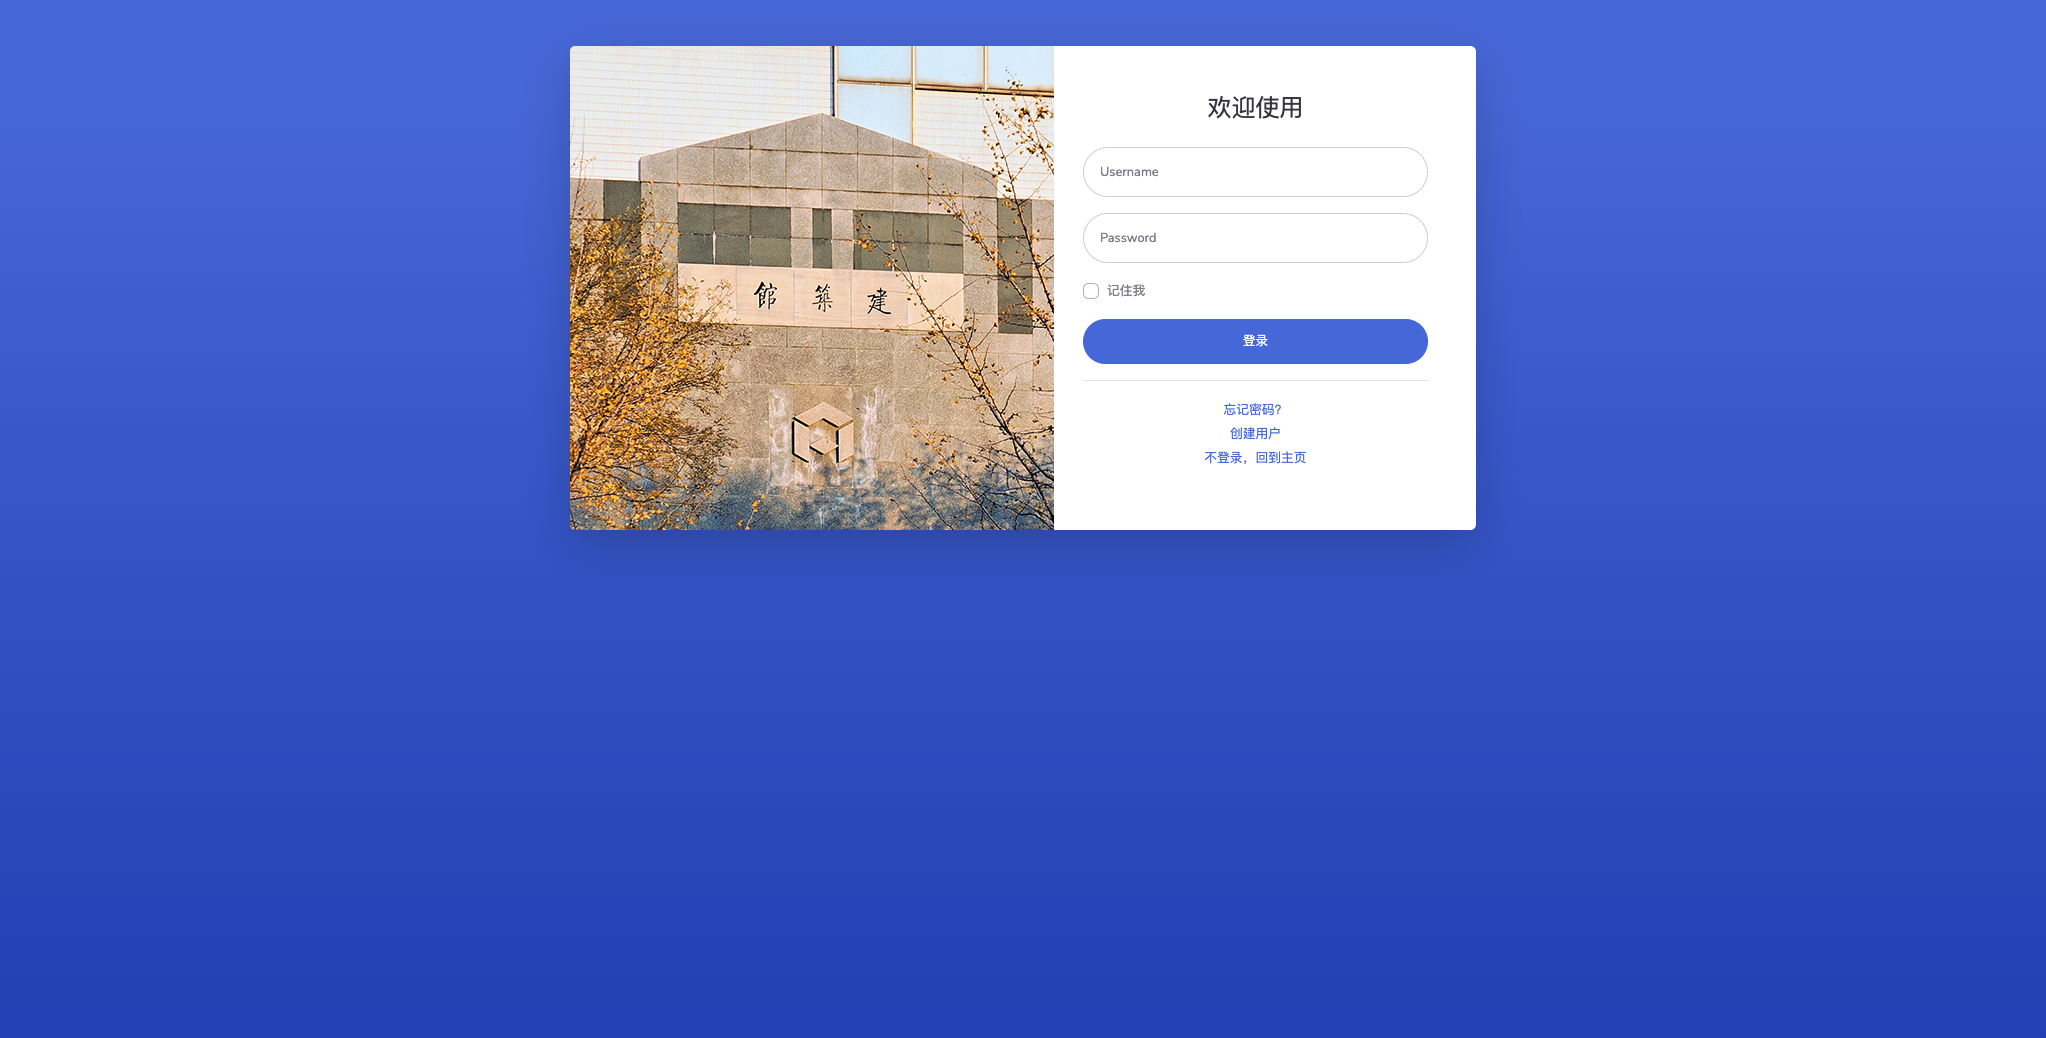 館築建
欢迎使用
Username
Password
记住我
登录
忘记密码?
创建用户
不登录，回到主页